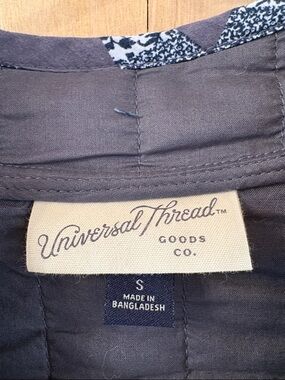 Universal Thread™
GOODS
CO.
S
MADE IN
BANGLADESH